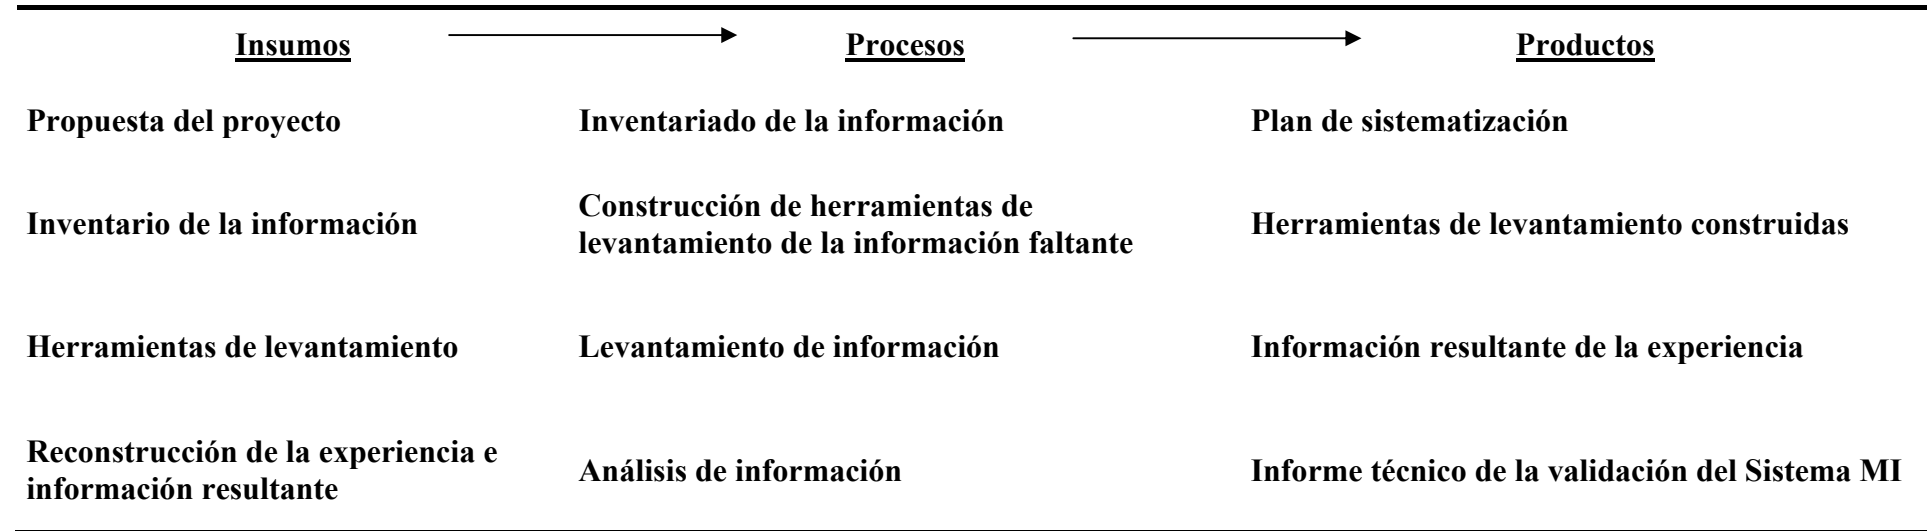 Insumos Procesos Productos
Propuesta del proyecto Inventariado de la información Plan de sistematización
Inventario de la información
Construcción de herramientas de
levantamiento de la información faltante
Herramientas de levantamiento construidas
Herramientas de levantamiento Levantamiento de información Información resultante de la experiencia
Reconstrucción de la experiencia e
información resultante
Análisis de información
Informe técnico de la validación del Sistema MI